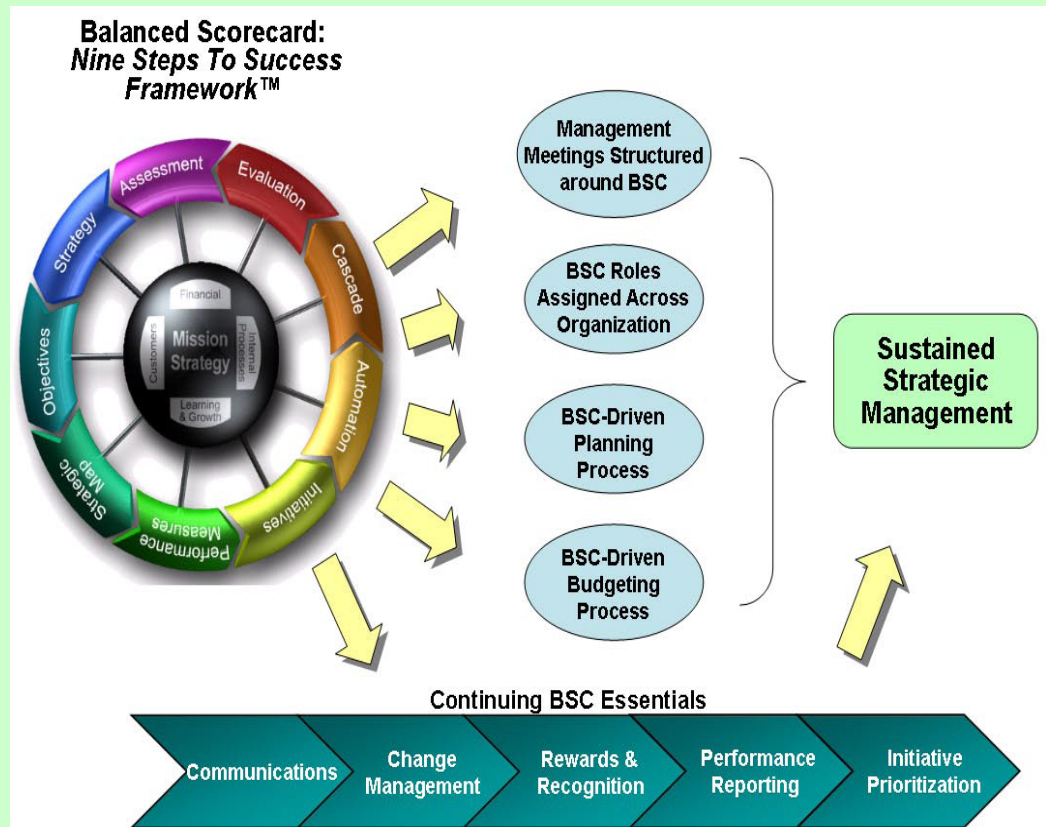 Balanced Scorecard:
Nine Steps To Success
Framework™
Assessment
Evaluation
Cascade
Automation
Initiatives
Performance
Measures
Strategic
Map
Objectives
Strategy
Financial
Customers
Mission
Strategy
Internal
Processes
Learning
& Growth
Management
Meetings Structured
around BSC
BSC Roles
Assigned Across
Organization
BSC-Driven
Planning
Process
BSC-Driven
Budgeting
Process
Sustained
Strategic
Management
Continuing BSC Essentials
Communications
Change
Management
Rewards &
Recognition
Performance
Reporting
Initiative
Prioritization